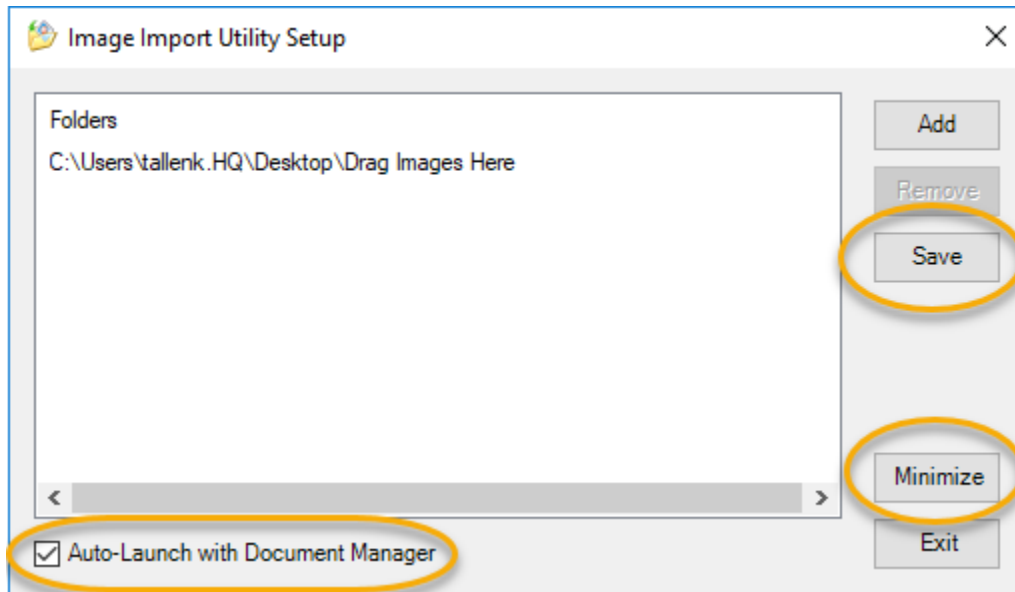 Image Import Utility Setup
Folders
C:\Users\tallenk.HQ\Desktop\Drag Images Here
Add
Remove
Save
Minimize
Exit
Auto-Launch with Document Manager